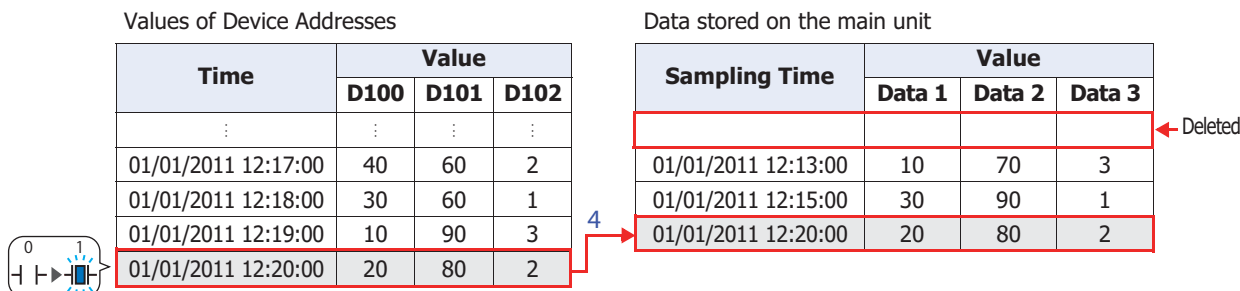 Values of Device Addresses
Data stored on the main unit
Time Value
D100 D101 D102
Sampling Time Value
Data 1 Data 2 Data 3
⋮ ⋮ ⋮ ⋮
Deleted
01/01/2011 12:17:00 40 60 2
01/01/2011 12:13:00 10 70 3
01/01/2011 12:18:00 30 60 1
01/01/2011 12:15:00 30 90 1
4
01/01/2011 12:19:00 10 90 3
01/01/2011 12:20:00 20 80 2
0 1
01/01/2011 12:20:00 20 80 2